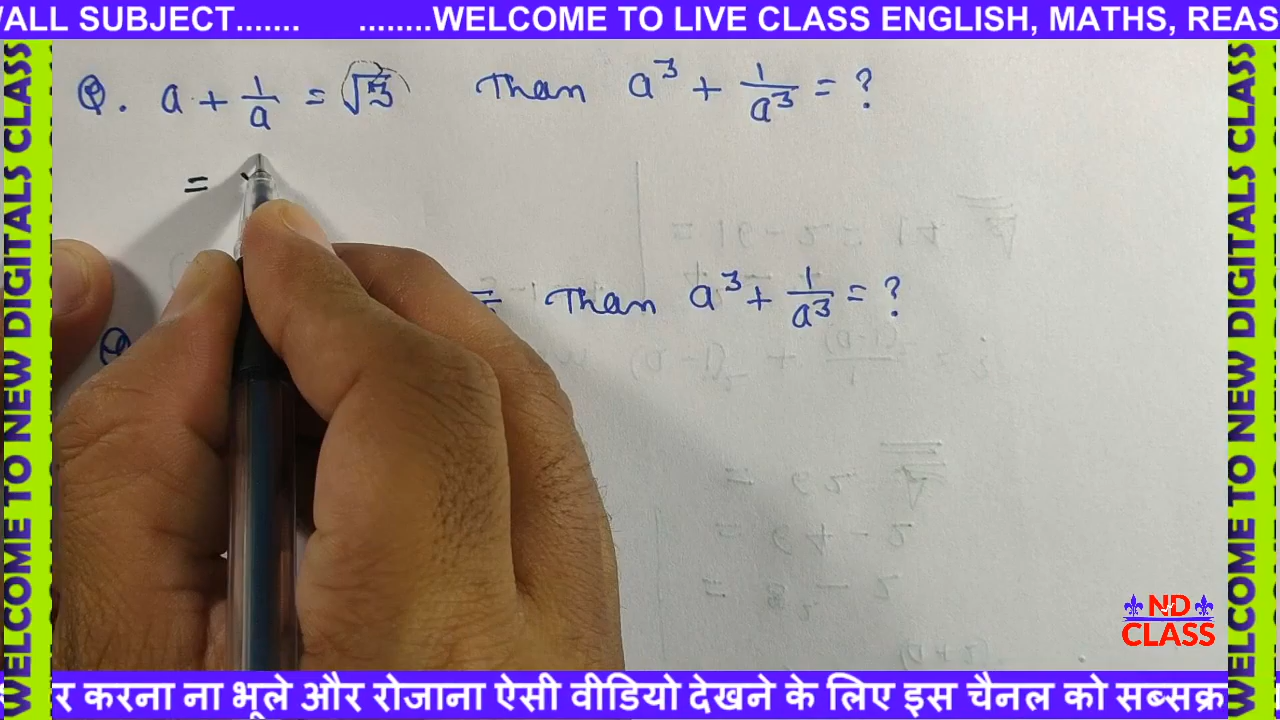 /ALL SUBJECT....... ........WELCOME TO LIVE CLASS ENGLISH, MATHS, REAS
WELCOME TO NEW DIGITALS CLASS
Q. a + 1/a = √3 Than a³ + 1/a³ = ?
=
Than a³ + 1/a³ = ?
ND
CLASS
WELCOME TO NEW DIGITALS CLASS
र करना ना भूले और रोजाना ऐसी वीडियो देखने के लिए इस चैनल को सब्सक्र